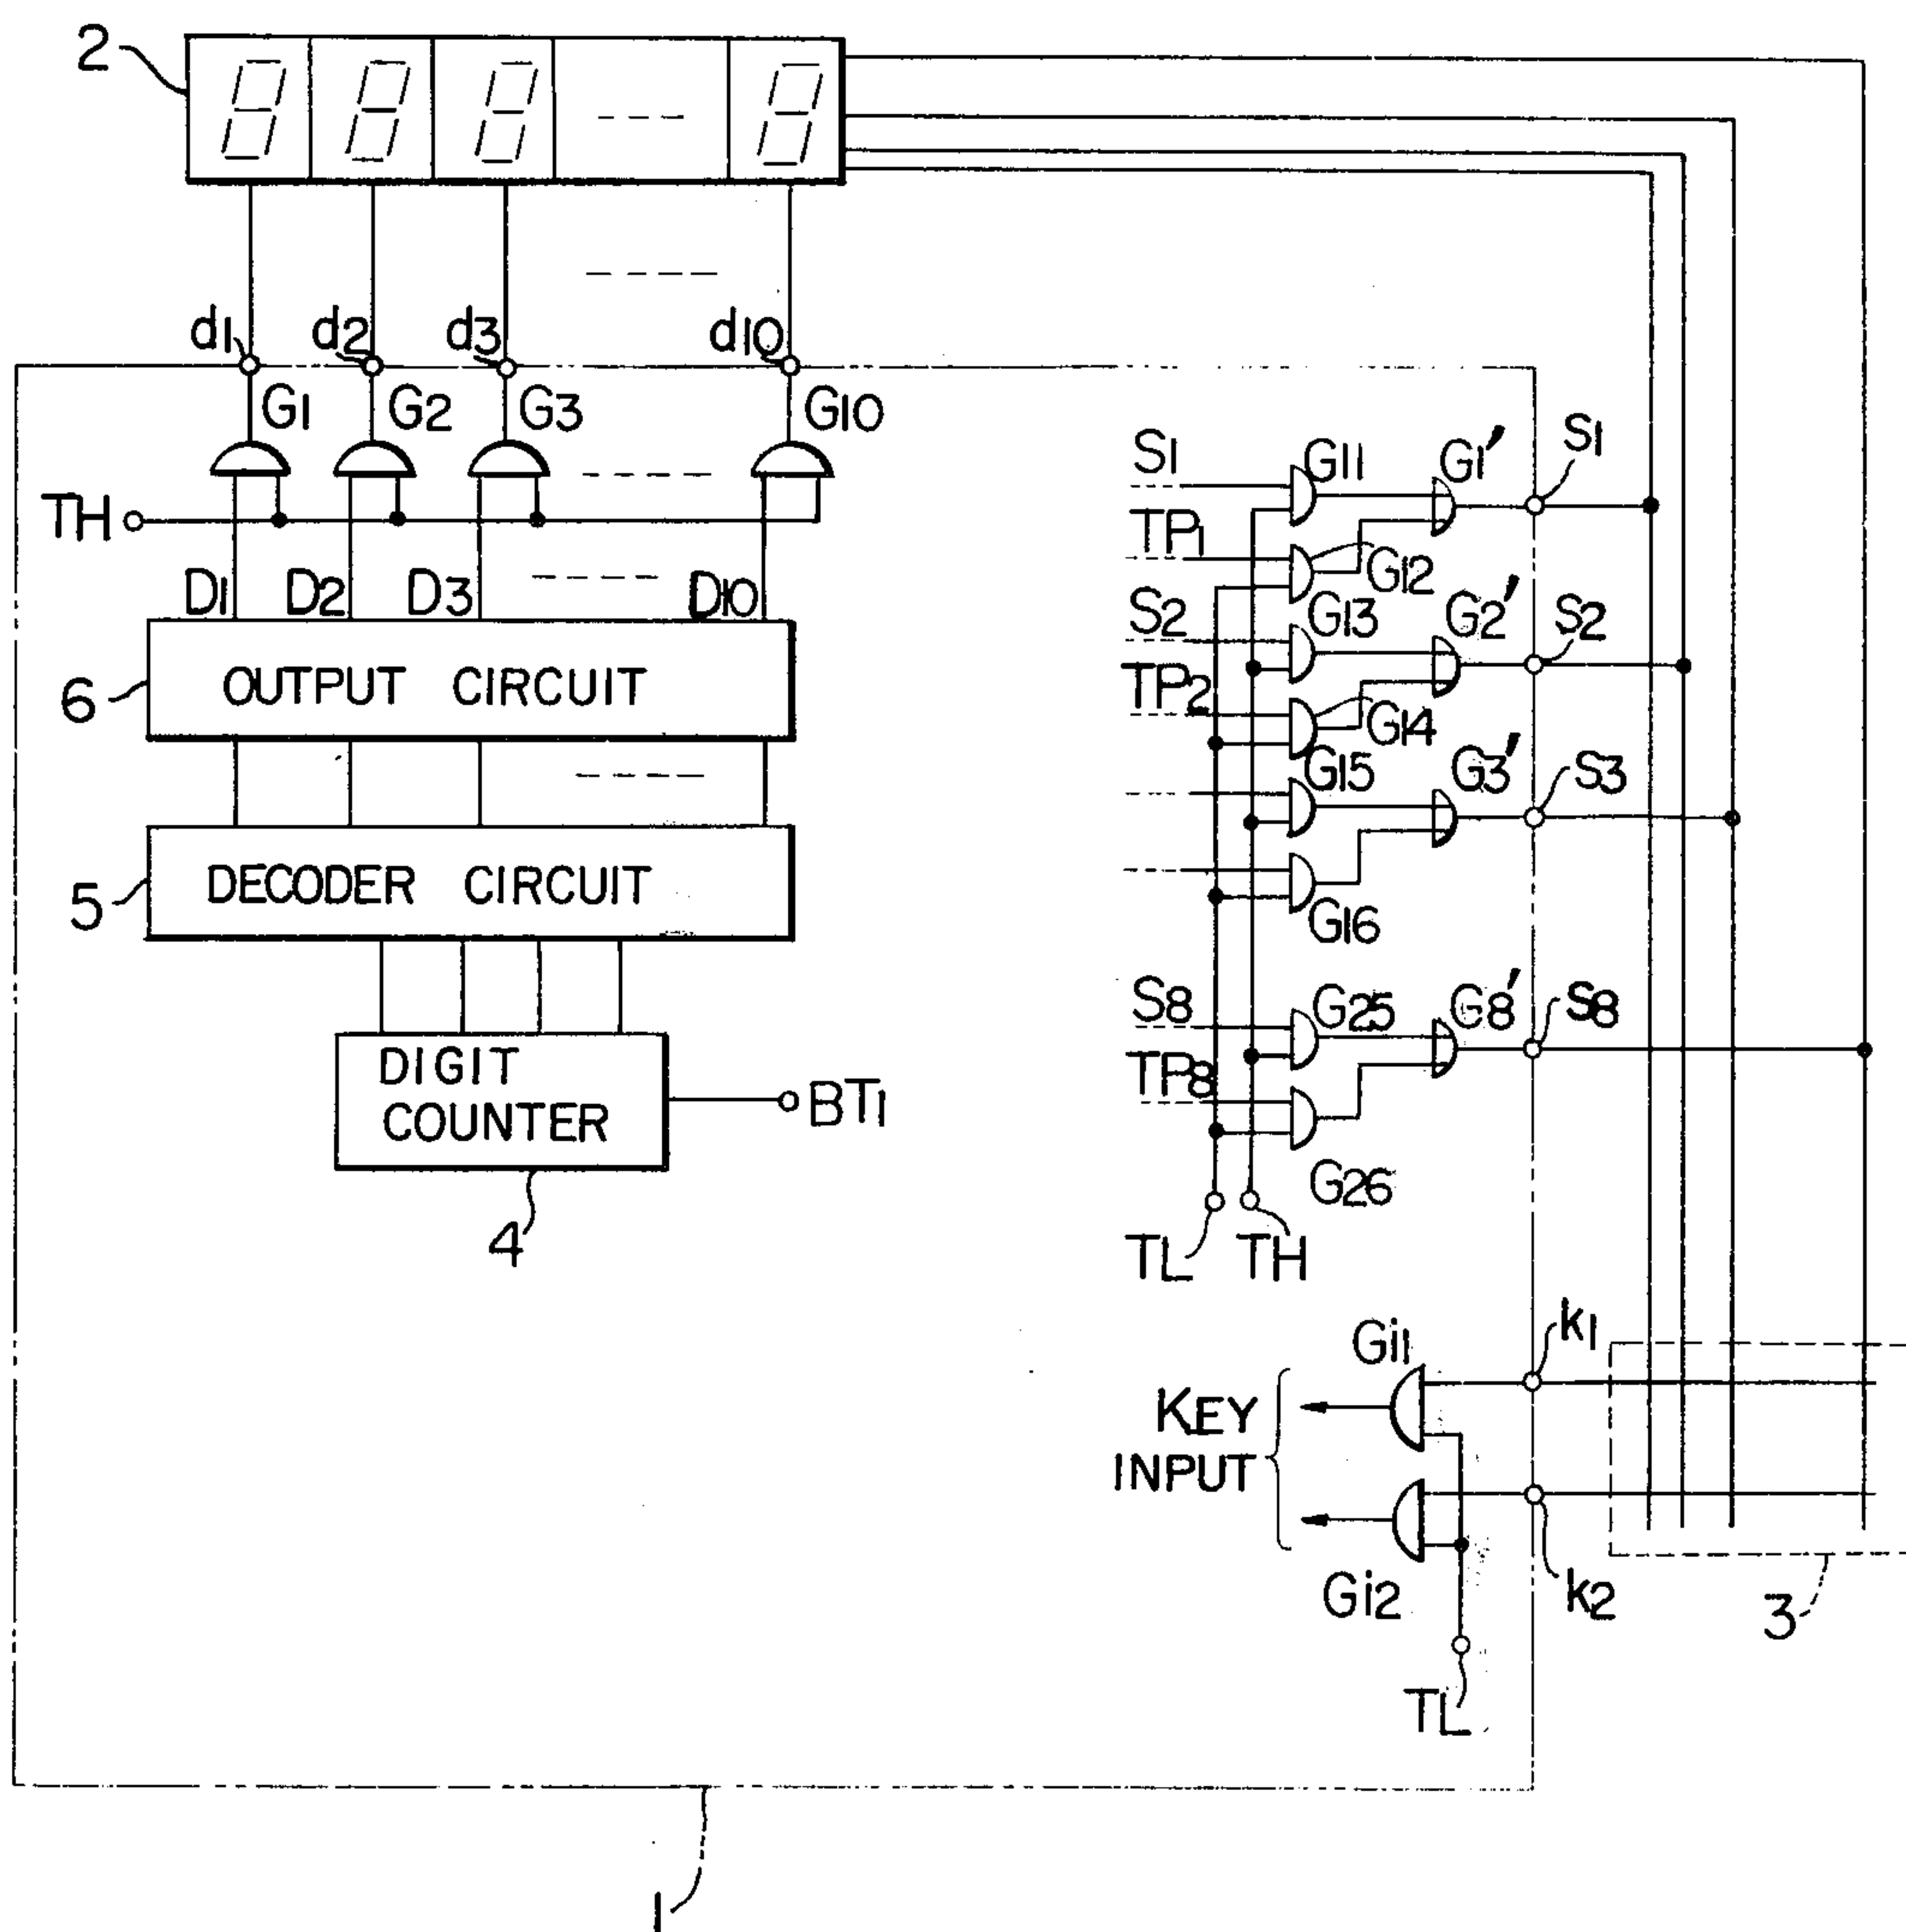 2
d1 d2 d3 d10
G1 G2 G3 G10
TH
D1 D2 D3 D10
OUTPUT CIRCUIT
6
DECODER CIRCUIT
5
DIGIT
COUNTER
BT1
4
S1 G11 G1' S1
TP1 G12
S2 G13 G2' S2
TP2 G14
G15 G3' S3
G16
S8 G25 G8' S8
TP8
G26
TL TH
Gi1 k1
KEY
INPUT
Gi2 k2
3
TL
1